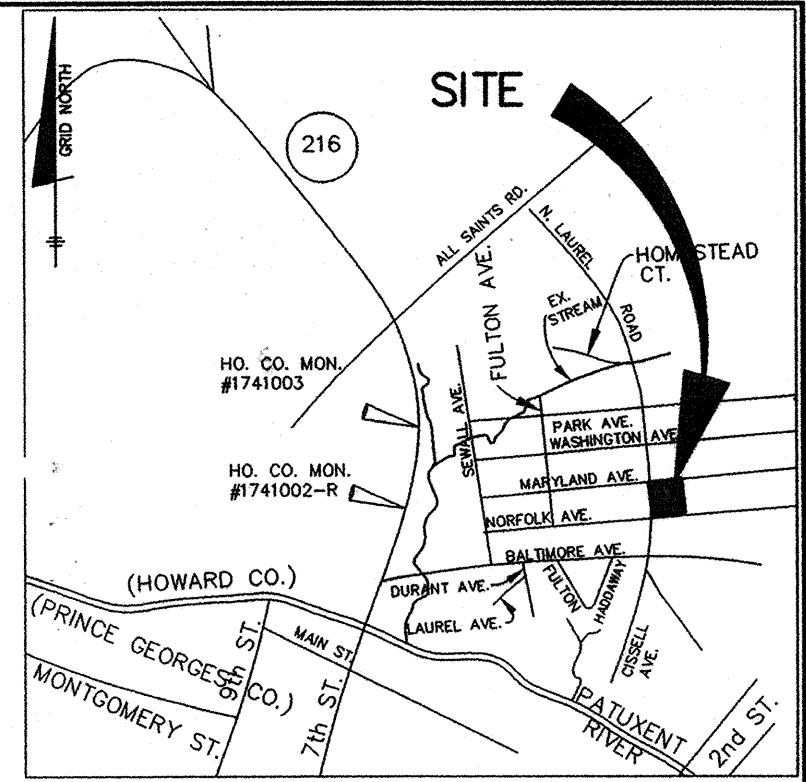 GRID NORTH
SITE
216
ALL SAINTS RD.
N. LAUREL
ROAD
HOMESTEAD
CT.
FULTON AVE.
EX.
STREAM
HO. CO. MON.
#1741003
SEWALL AVE.
PARK AVE.
WASHINGTON AVE
HO. CO. MON.
#1741002-R
MARYLAND AVE.
NORFOLK AVE.
BALTIMORE AVE.
(HOWARD CO.)
DURANT AVE.
FULTON
HADDAWAY
LAUREL AVE.
(PRINCE GEORGES CO.)
9th ST.
MAIN ST.
CISSELL
AVE.
MONTGOMERY ST.
7th ST.
PATUXENT
RIVER
2nd ST.